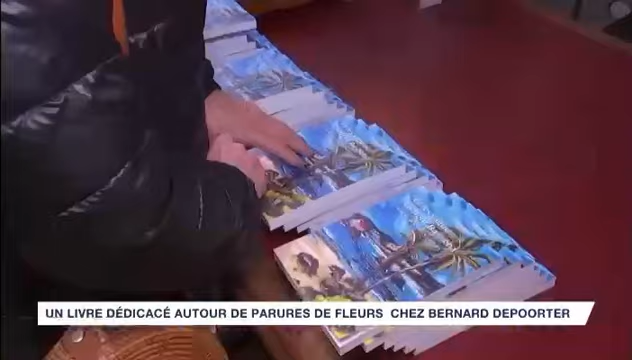 UN LIVRE DÉDICACÉ AUTOUR DE PARURES DE FLEURS CHEZ BERNARD DEPOORTER